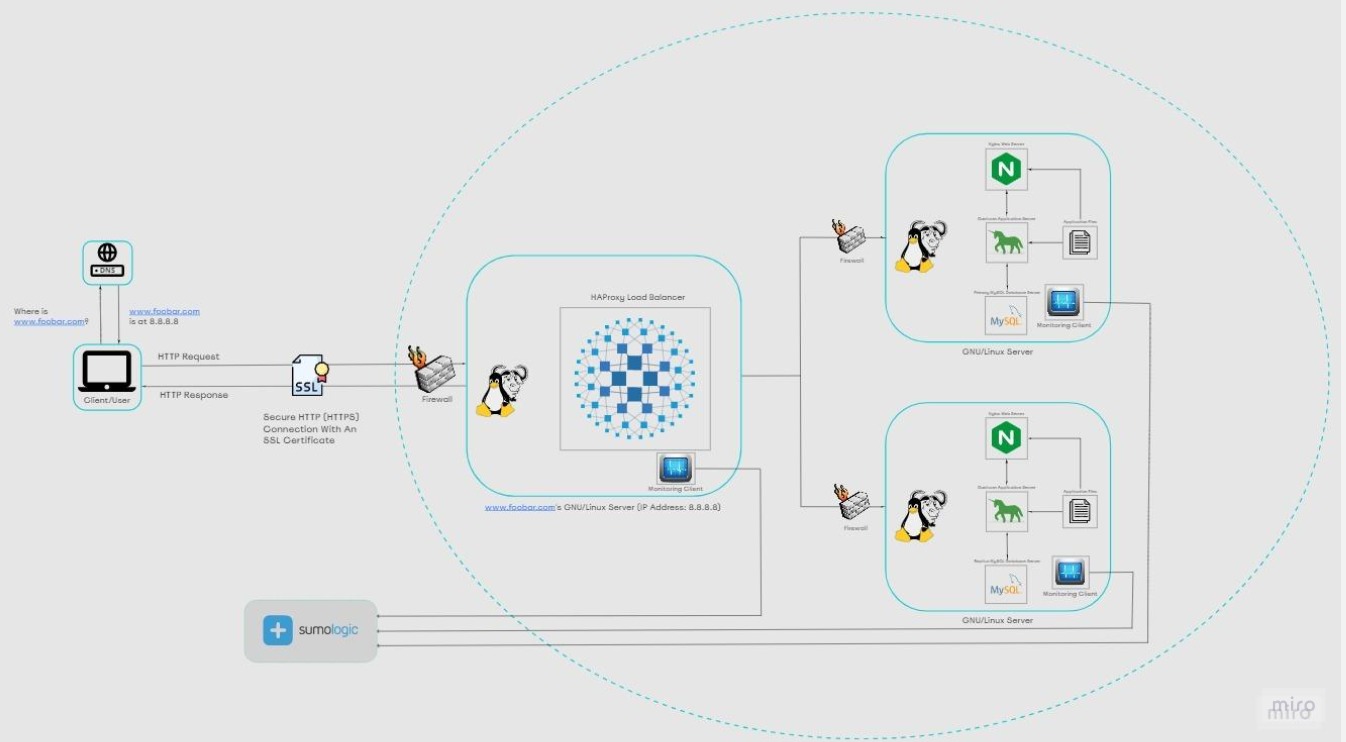 DNS
Where is
www.foobar.com?
www.foobar.com
is at 8.8.8.8
Client/User
HTTP Request
HTTP Response
SSL
Secure HTTP (HTTPS)
Connection With An
SSL Certificate
Firewall
HAProxy Load Balancer
Monitoring Client
www.foobar.com's GNU/Linux Server (IP Address: 8.8.8.8)
Firewall
Nginx Web Server
N
Gunicorn Application Server
Application Files
Primary MySQL Database Server
MySQL
Monitoring Client
GNU/Linux Server
Firewall
Nginx Web Server
N
Gunicorn Application Server
Application Files
Replica MySQL Database Server
MySQL
Monitoring Client
GNU/Linux Server
sumologic
miro
miro